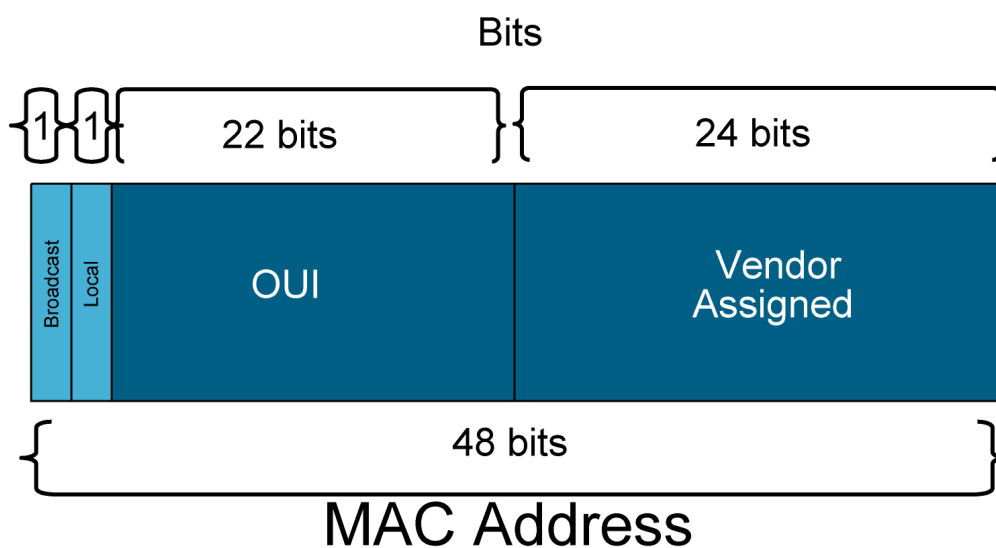 Bits
1 1 22 bits 24 bits
Broadcast
Local
OUI
Vendor
Assigned
48 bits
MAC Address